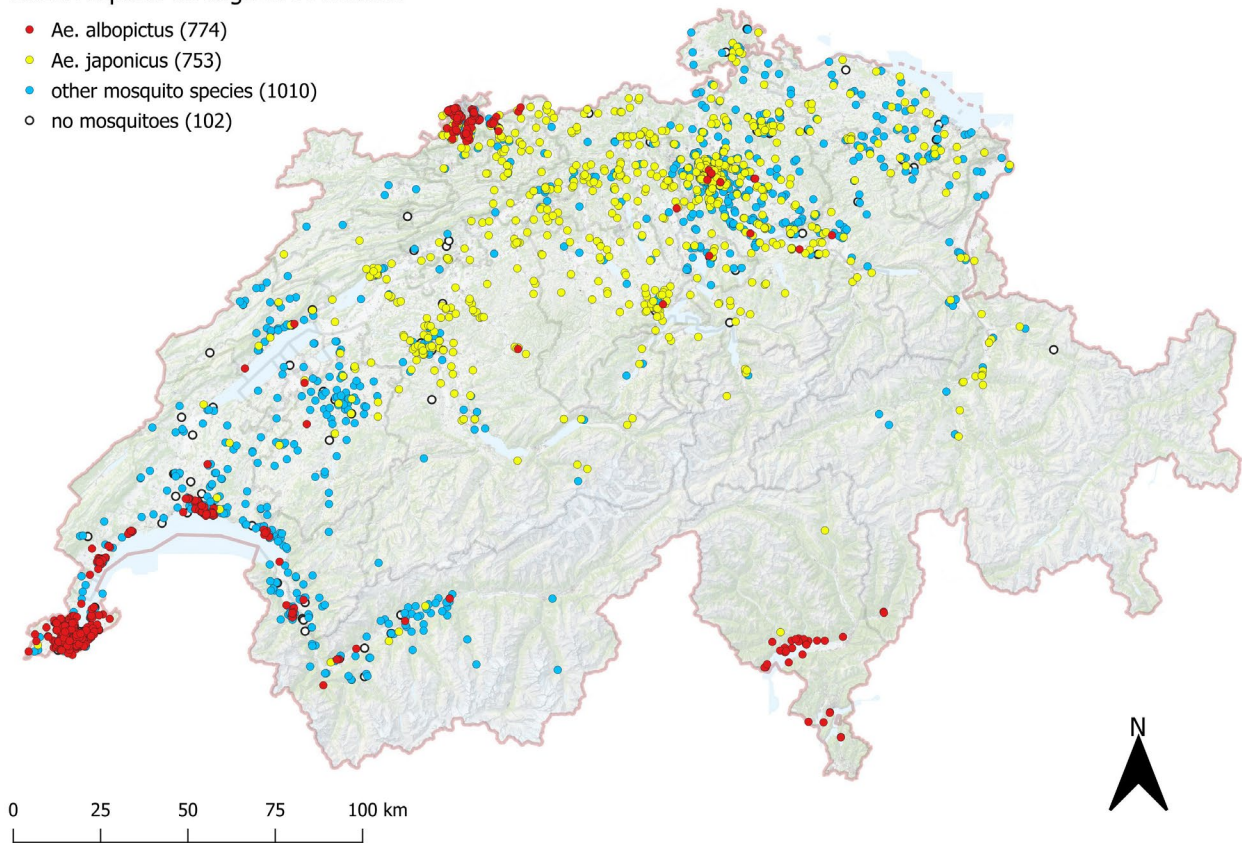 Ae. albopictus (774)
Ae. japonicus (753)
other mosquito species (1010)
no mosquitoes (102)
N
0 25 50 75 100 km